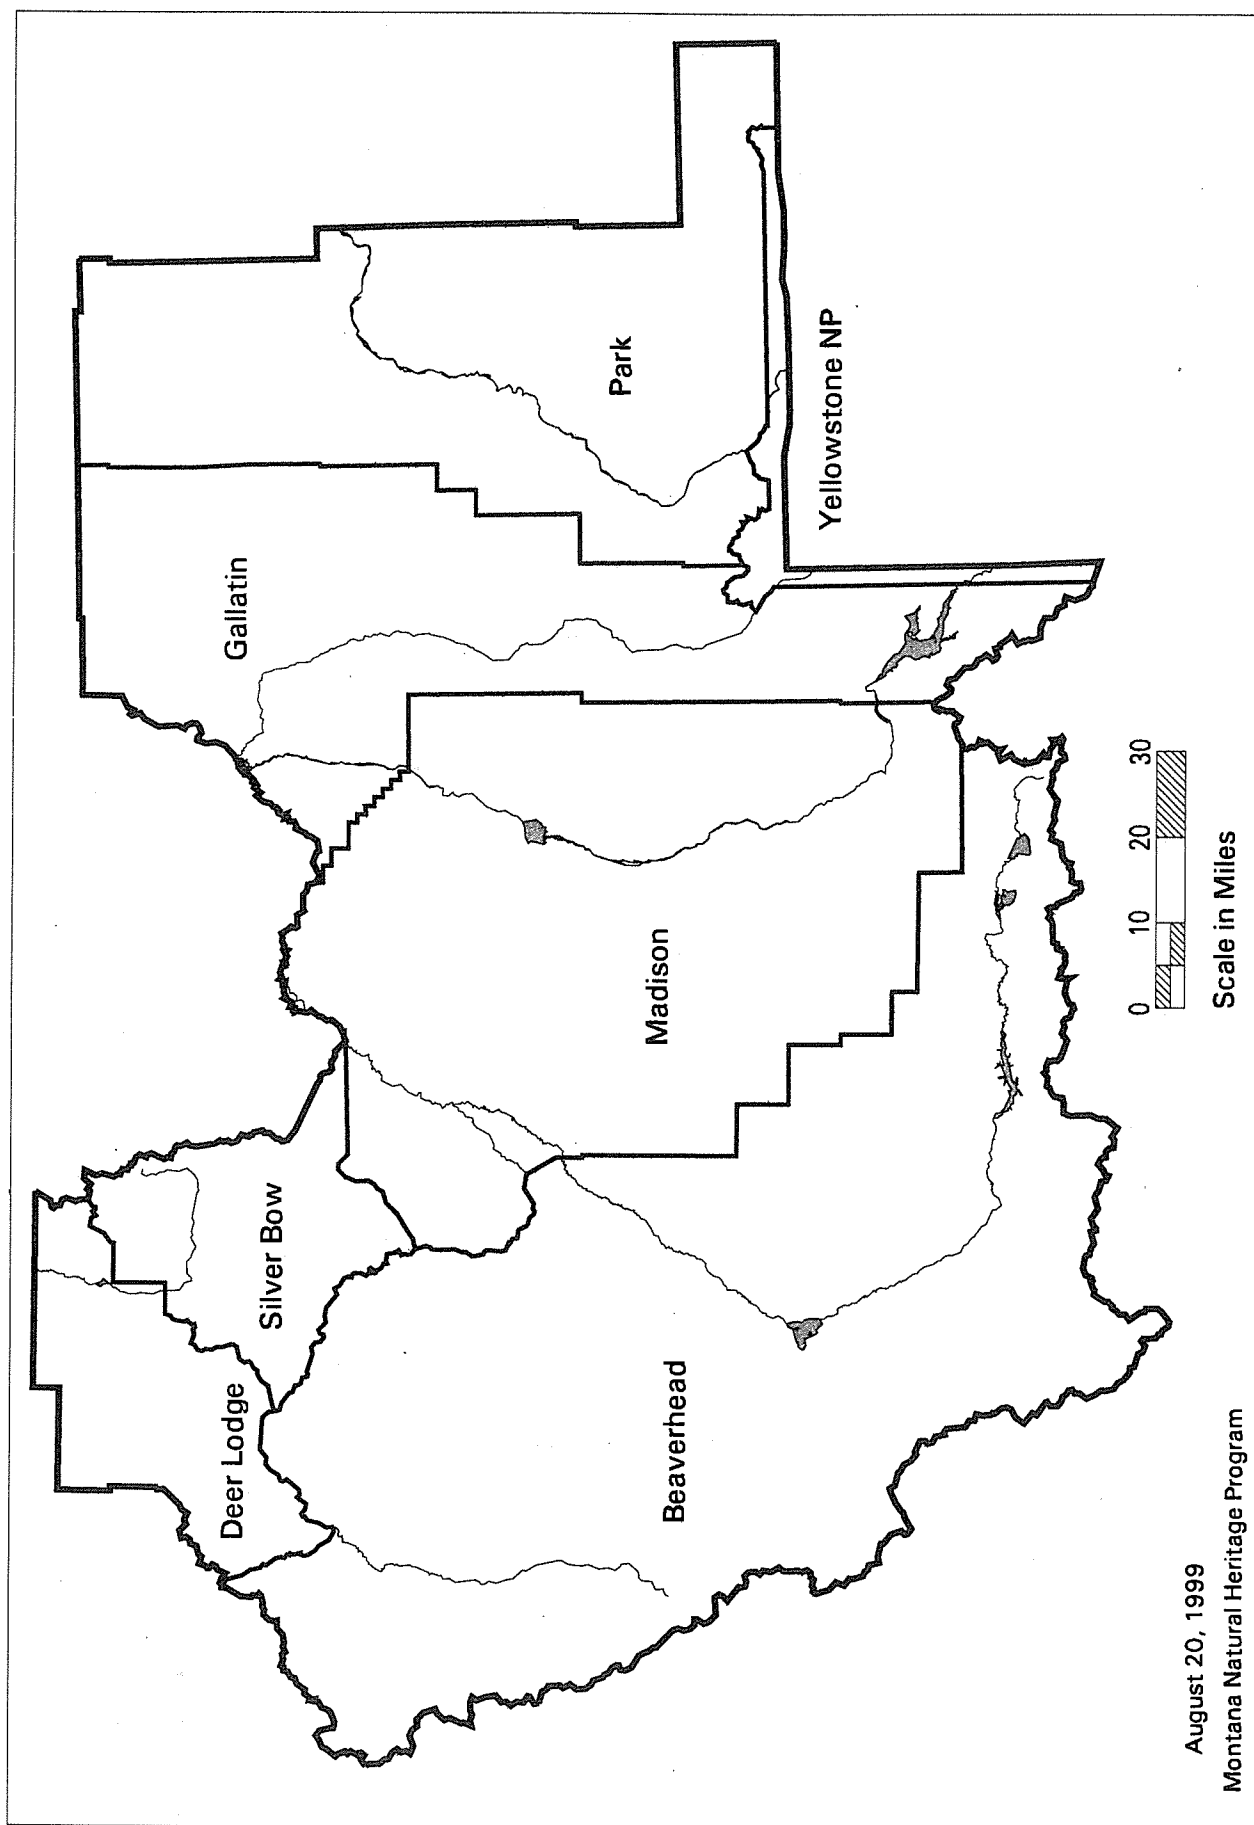 Deer Lodge
Silver Bow
Gallatin
Beaverhead
Madison
Park
Yellowstone NP
0 10 20 30
Scale in Miles
August 20, 1999
Montana Natural Heritage Program